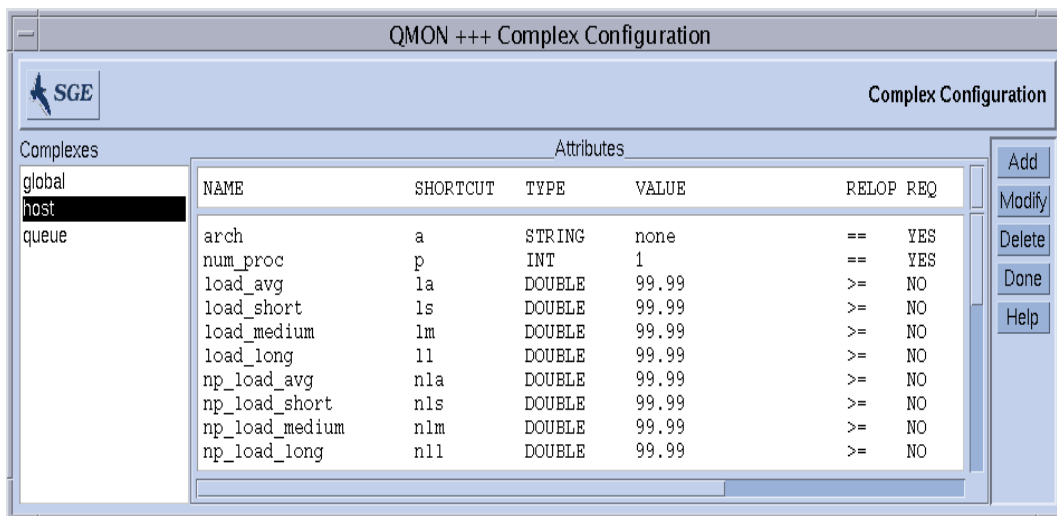 QMON +++ Complex Configuration
SGE
Complex Configuration
Complexes
global
host
queue
Attributes
NAME SHORTCUT TYPE VALUE RELOP REQ
arch a STRING none == YES
num_proc p INT 1 == YES
load_avg la DOUBLE 99.99 >= NO
load_short ls DOUBLE 99.99 >= NO
load_medium lm DOUBLE 99.99 >= NO
load_long ll DOUBLE 99.99 >= NO
np_load_avg nla DOUBLE 99.99 >= NO
np_load_short nls DOUBLE 99.99 >= NO
np_load_medium nlm DOUBLE 99.99 >= NO
np_load_long nll DOUBLE 99.99 >= NO
Add
Modify
Delete
Done
Help